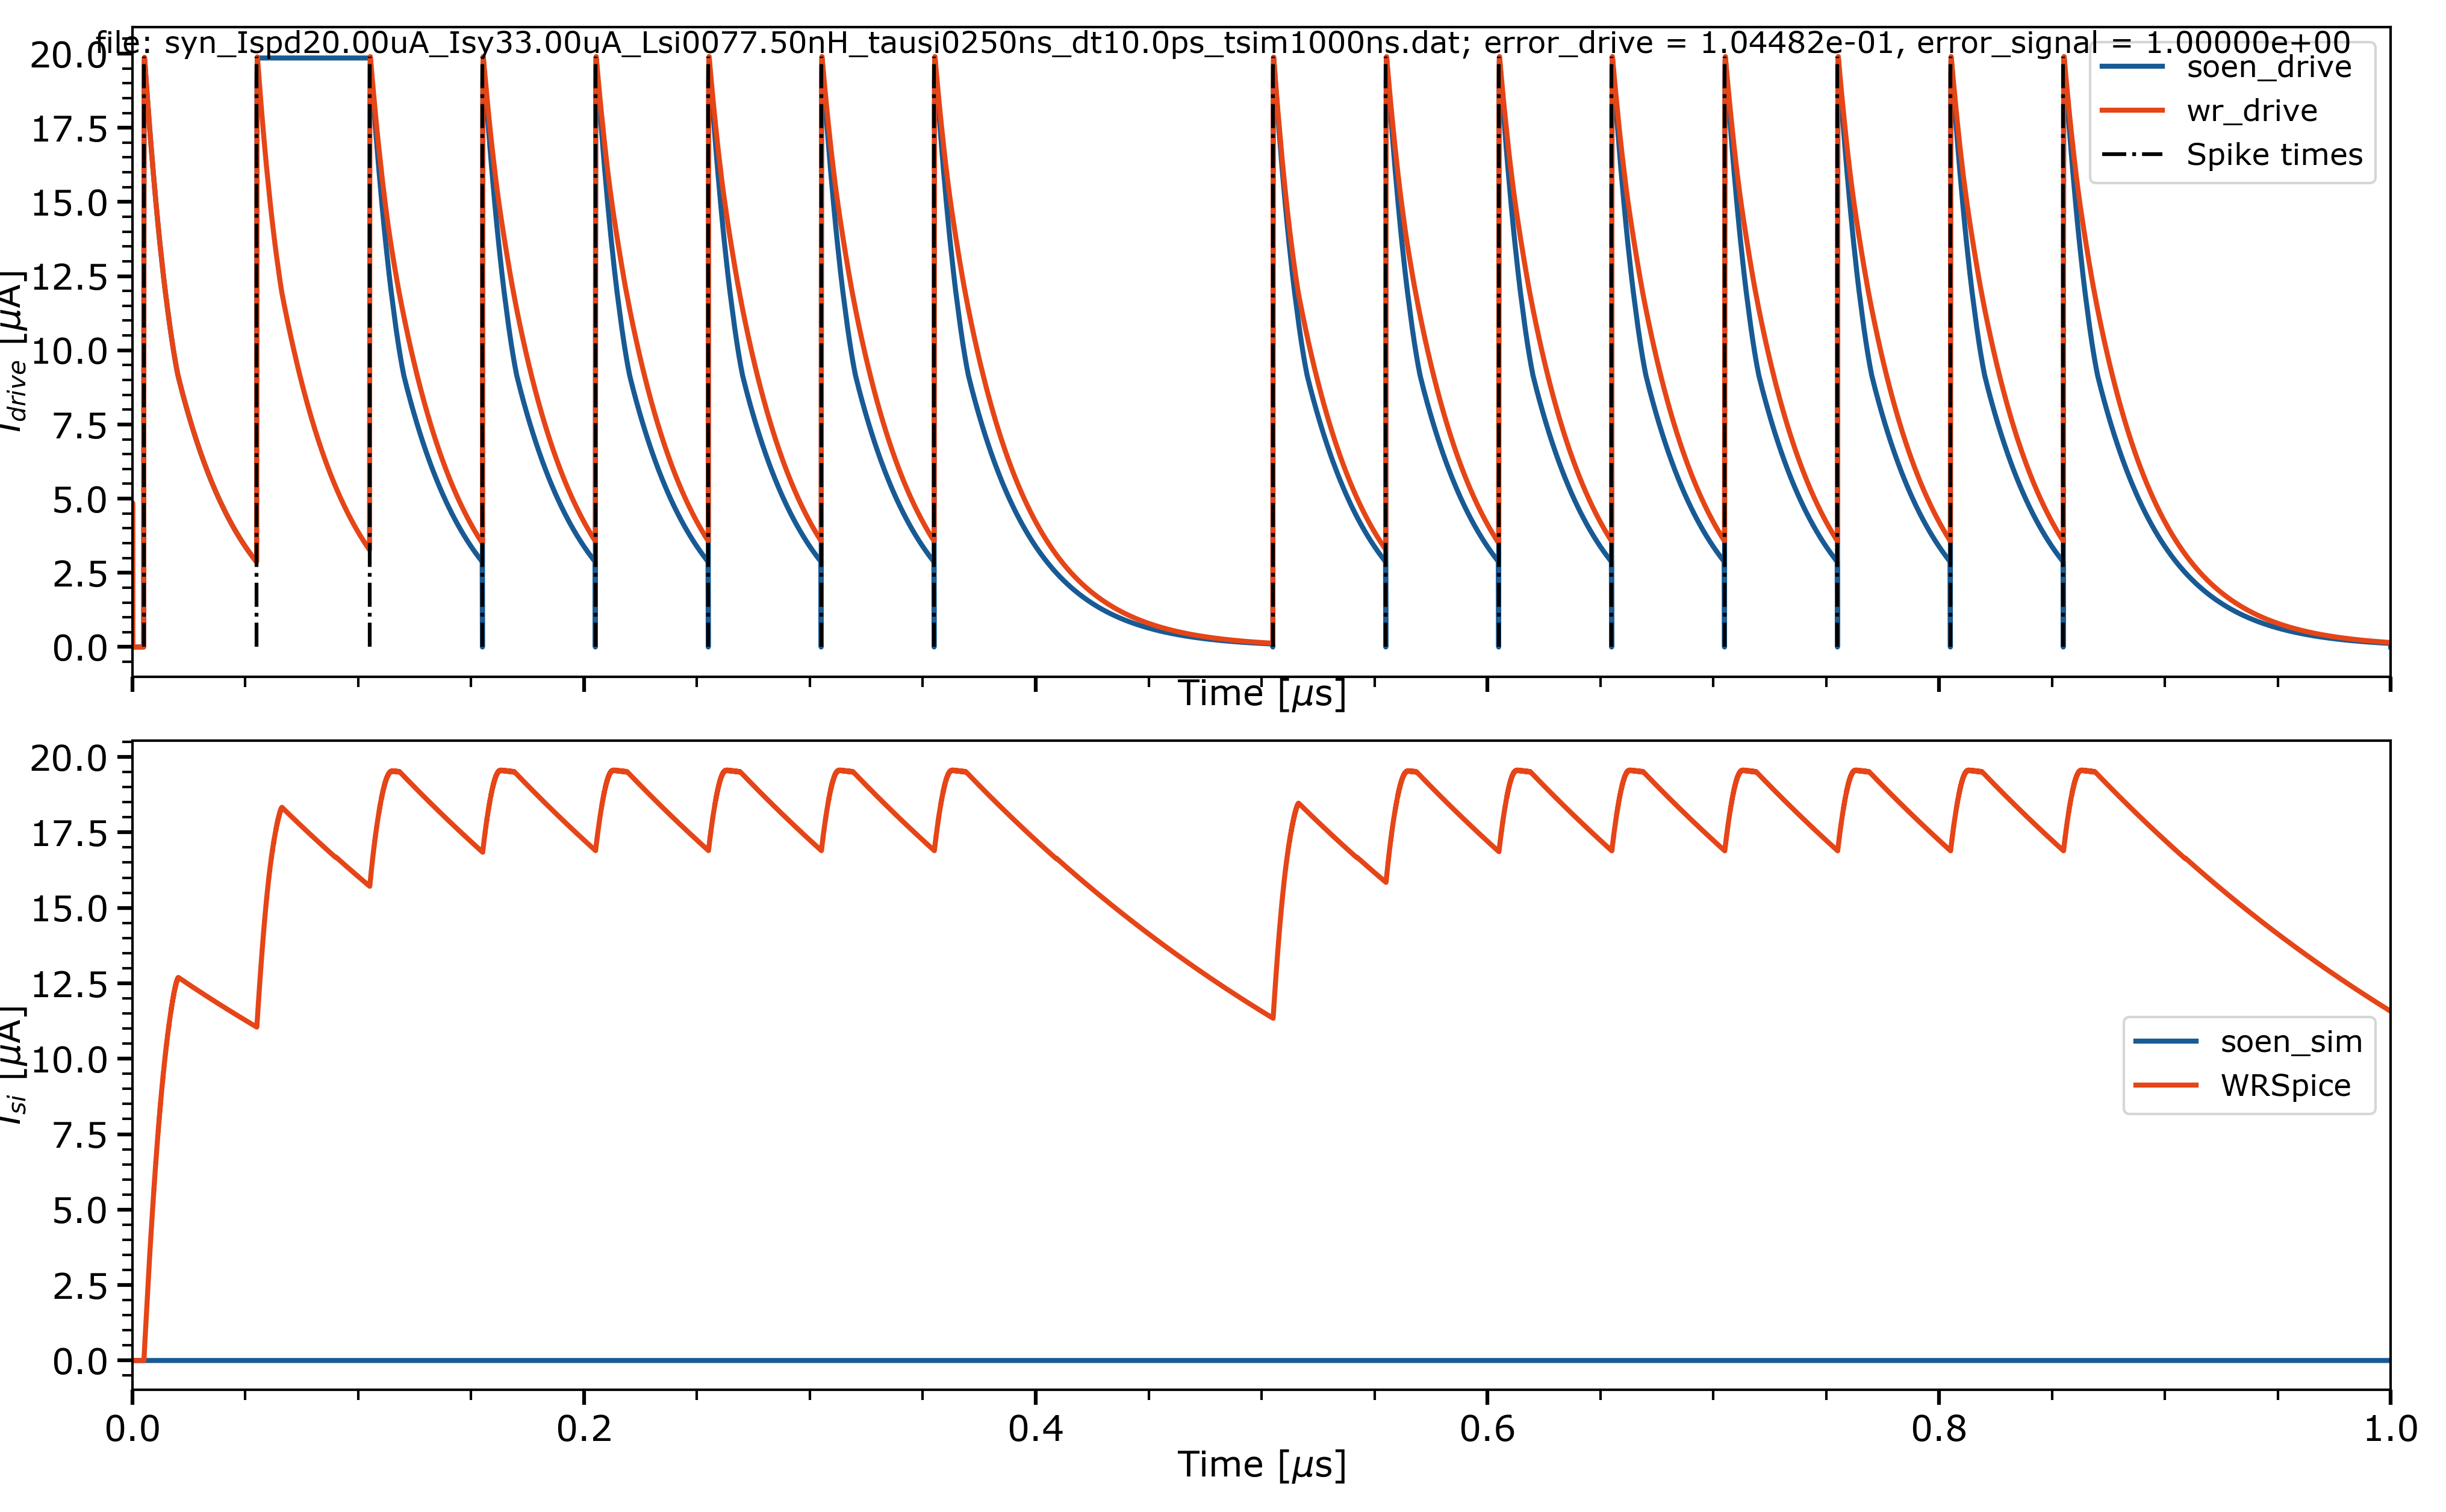 file: syn_Ispd20.00uA_Isy33.00uA_Lsi0077.50nH_tausi0250ns_dt10.0ps_tsim1000ns.dat; error_drive = 1.04482e-01, error_signal = 1.00000e+00
20.0
17.5
15.0
12.5
10.0
7.5
5.0
2.5
0.0
I_drive [μA]
soen_drive
wr_drive
Spike times
Time [μs]
20.0
17.5
15.0
12.5
10.0
7.5
5.0
2.5
0.0
I_si [μA]
soen_sim
WRSpice
0.0 0.2 0.4 0.6 0.8 1.0
Time [μs]